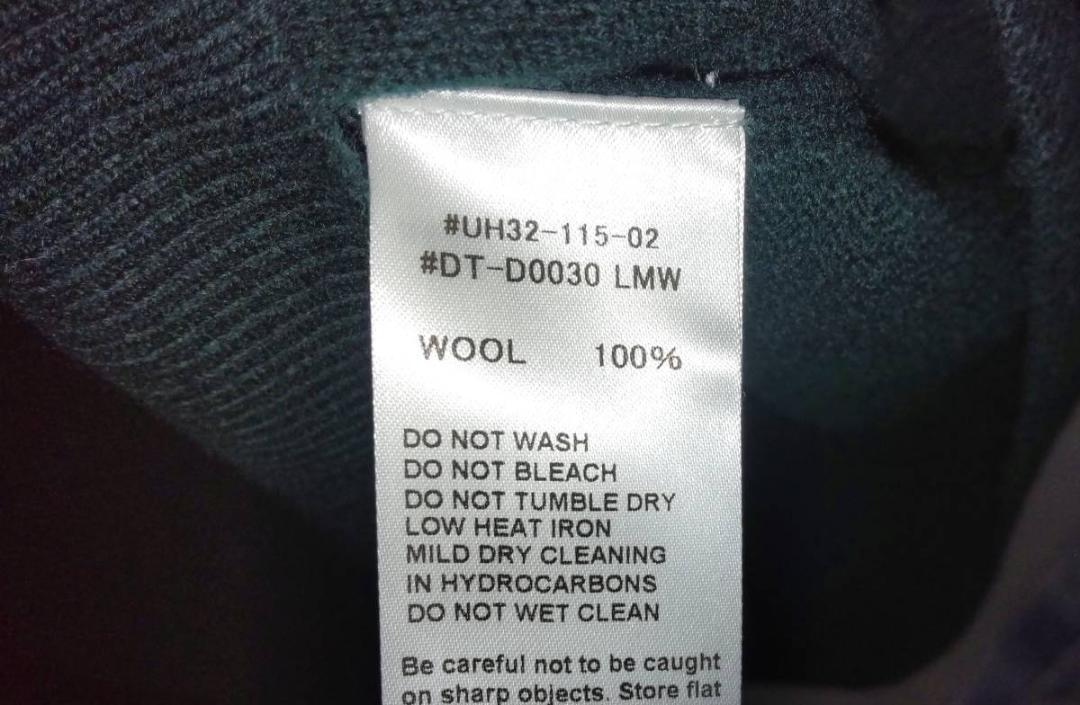 #UH32-115-02
#DT-D0030 LMW
WOOL 100%
DO NOT WASH
DO NOT BLEACH
DO NOT TUMBLE DRY
LOW HEAT IRON
MILD DRY CLEANING
IN HYDROCARBONS
DO NOT WET CLEAN
Be careful not to be caught
on sharp objects. Store flat